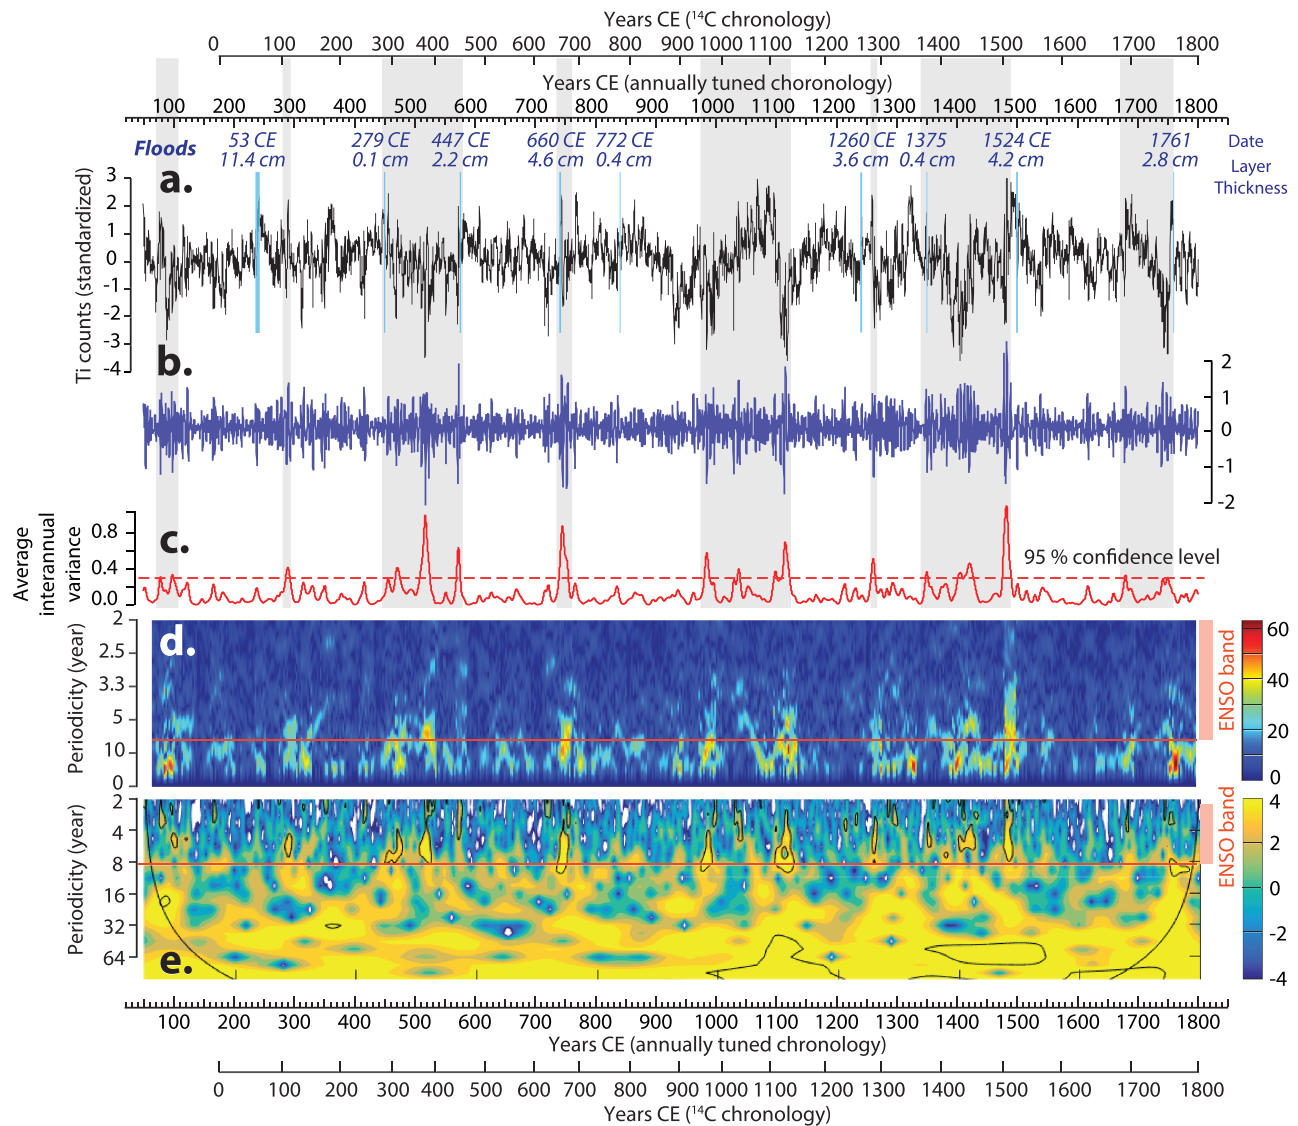 Years CE (14C chronology)
0 100 200 300 400 500 600 700 800 900 1000 1100 1200 1300 1400 1500 1600 1700 1800
Years CE (annually tuned choronology)
100 200 300 400 500 600 700 800 900 1000 1100 1200 1300 1400 1500 1600 1700 1800
Floods 53 CE 279 CE 447 CE 660 CE 772 CE 1260 CE 1375 1524 CE 1761 Date
11.4 cm 0.1 cm 2.2 cm 4.6 cm 0.4 cm 3.6 cm 0.4 cm 4.2 cm 2.8 cm Layer
Thickness
a.
Ti counts (standardized)
3
2
1
0
-1
-2
-3
-4
b.
2
1
0
-1
-2
c.
Average
interannual
variance
0.8
0.4
0.0
95 % confidence level
d.
Periodicity (year)
2
2.5
3.3
5
10
0
ENSO band
60
40
20
0
e.
Periodicity (year)
2
4
8
16
32
64
ENSO band
4
2
0
-2
-4
100 200 300 400 500 600 700 800 900 1000 1100 1200 1300 1400 1500 1600 1700 1800
Years CE (annually tuned chronology)
0 100 200 300 400 500 600 700 800 900 1000 1100 1200 1300 1400 1500 1600 1700 1800
Years CE (14C chronology)